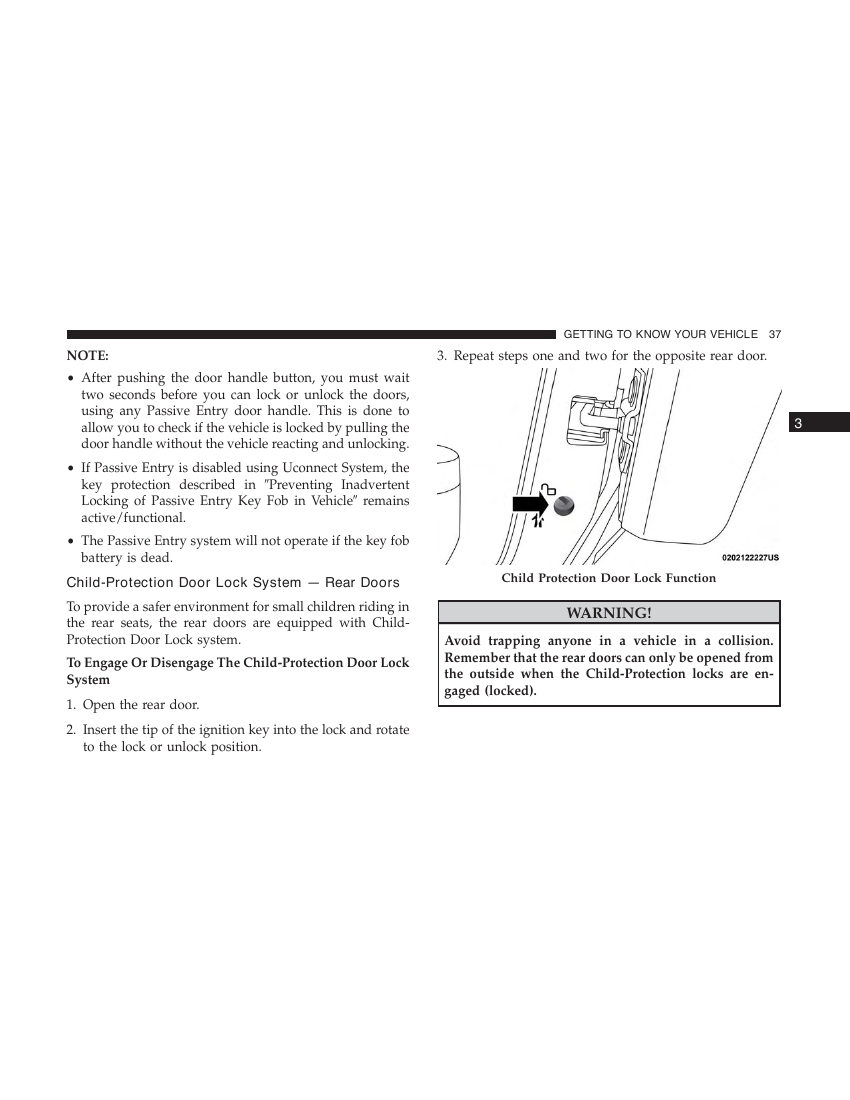 GETTING TO KNOW YOUR VEHICLE 37
NOTE:
• After pushing the door handle button, you must wait
two seconds before you can lock or unlock the doors,
using any Passive Entry door handle. This is done to
allow you to check if the vehicle is locked by pulling the
door handle without the vehicle reacting and unlocking.
• If Passive Entry is disabled using Uconnect System, the
key protection described in "Preventing Inadvertent
Locking of Passive Entry Key Fob in Vehicle" remains
active/functional.
• The Passive Entry system will not operate if the key fob
battery is dead.
Child-Protection Door Lock System — Rear Doors
To provide a safer environment for small children riding in
the rear seats, the rear doors are equipped with Child-
Protection Door Lock system.
To Engage Or Disengage The Child-Protection Door Lock
System
1. Open the rear door.
2. Insert the tip of the ignition key into the lock and rotate
to the lock or unlock position.
3. Repeat steps one and two for the opposite rear door.
0202122227US
Child Protection Door Lock Function
WARNING!
Avoid trapping anyone in a vehicle in a collision.
Remember that the rear doors can only be opened from
the outside when the Child-Protection locks are en-
gaged (locked).
3